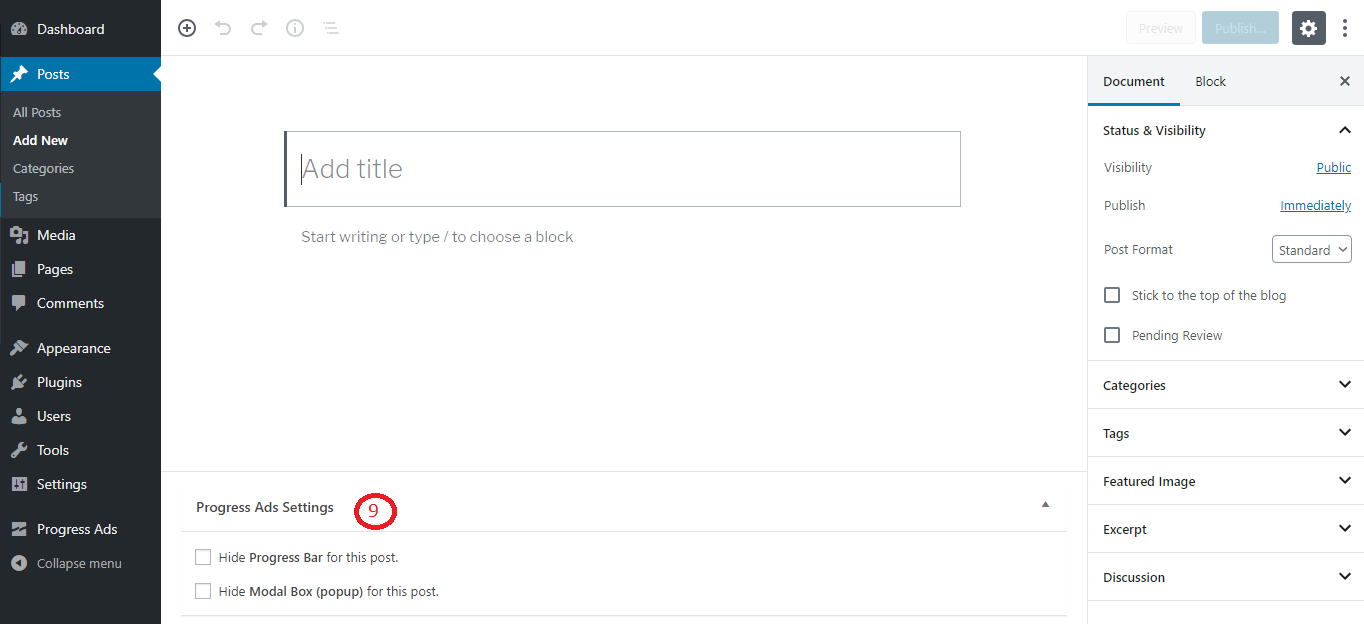 Dashboard
Posts
All Posts
Add New
Categories
Tags
Media
Pages
Comments
Appearance
Plugins
Users
Tools
Settings
Progress Ads
Collapse menu
Preview
Publish...
Add title
Start writing or type / to choose a block
Progress Ads Settings
9
Hide Progress Bar for this post.
Hide Modal Box (popup) for this post.
Document Block
Status & Visibility
Visibility Public
Publish Immediately
Post Format Standard
Stick to the top of the blog
Pending Review
Categories
Tags
Featured Image
Excerpt
Discussion